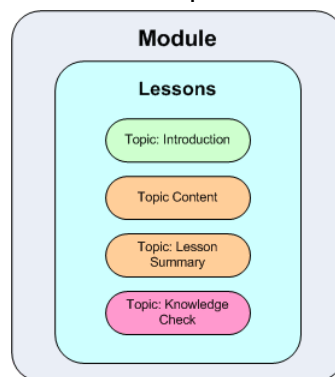 Module
Lessons
Topic: Introduction
Topic Content
Topic: Lesson
Summary
Topic: Knowledge
Check